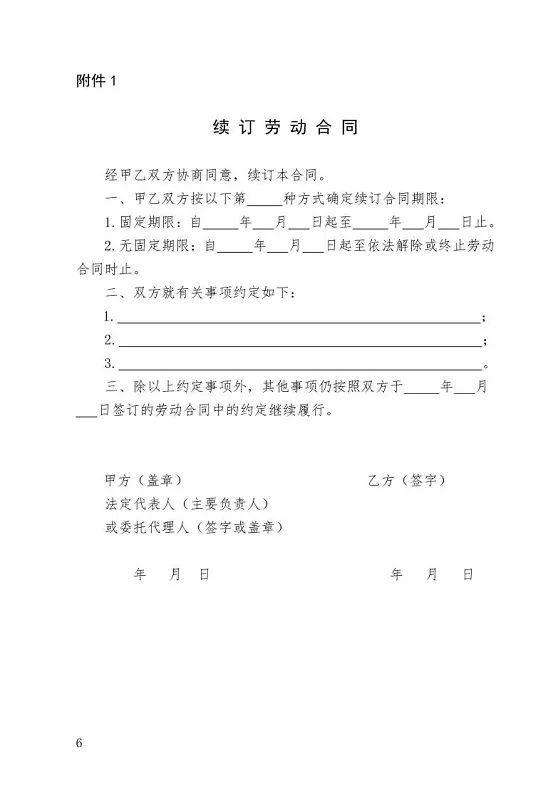 附件 1
续 订 劳 动 合 同
经甲乙双方协商同意，续订本合同。
一、甲乙双方按以下第_____种方式确定续订合同期限：
1.固定期限：自_____年___月___日起至_____年___月___日止。
2.无固定期限：自_____年___月___日起至依法解除或终止劳动
合同时止。
二、双方就有关事项约定如下：
1.__________________________________________________；
2.__________________________________________________；
3.__________________________________________________。
三、除以上约定事项外，其他事项仍按照双方于_____年___月
___日签订的劳动合同中的约定继续履行。
甲方（盖章） 乙方（签字）
法定代表人（主要负责人）
或委托代理人（签字或盖章）
年 月 日 年 月 日
6